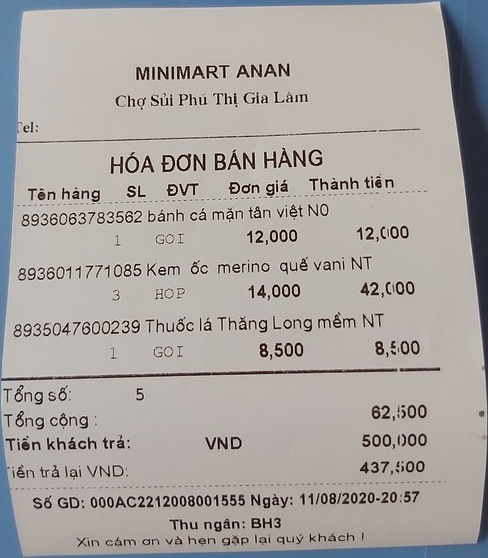 MINIMART ANAN
Chợ Sủi Phú Thị Gia Lâm
Tel:
HÓA ĐƠN BÁN HÀNG
Tên hàng SL ĐVT Đơn giá Thành tiền
8936063783562 bánh cá mặn tân việt N0
1 GOI 12,000 12,000
8936011771085 Kem ốc merino quế vani NT
3 HOP 14,000 42,000
8935047600239 Thuốc lá Thăng Long mềm NT
1 GOI 8,500 8,500
Tổng số: 5
Tổng cộng : 62,500
Tiền khách trả: VND 500,000
Tiền trả lại VND: 437,500
Số GD: 000AC2212008001555 Ngày: 11/08/2020-20:57
Thu ngân: BH3
Xin cám ơn và hẹn gặp lại quý khách !